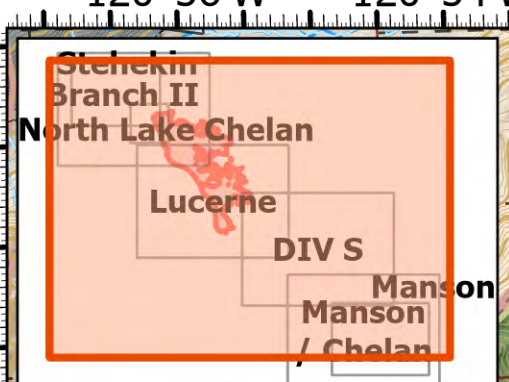 Stehekin
Branch II
North Lake Chelan
Lucerne
DIV S
Manson
Manson
/ Chelan